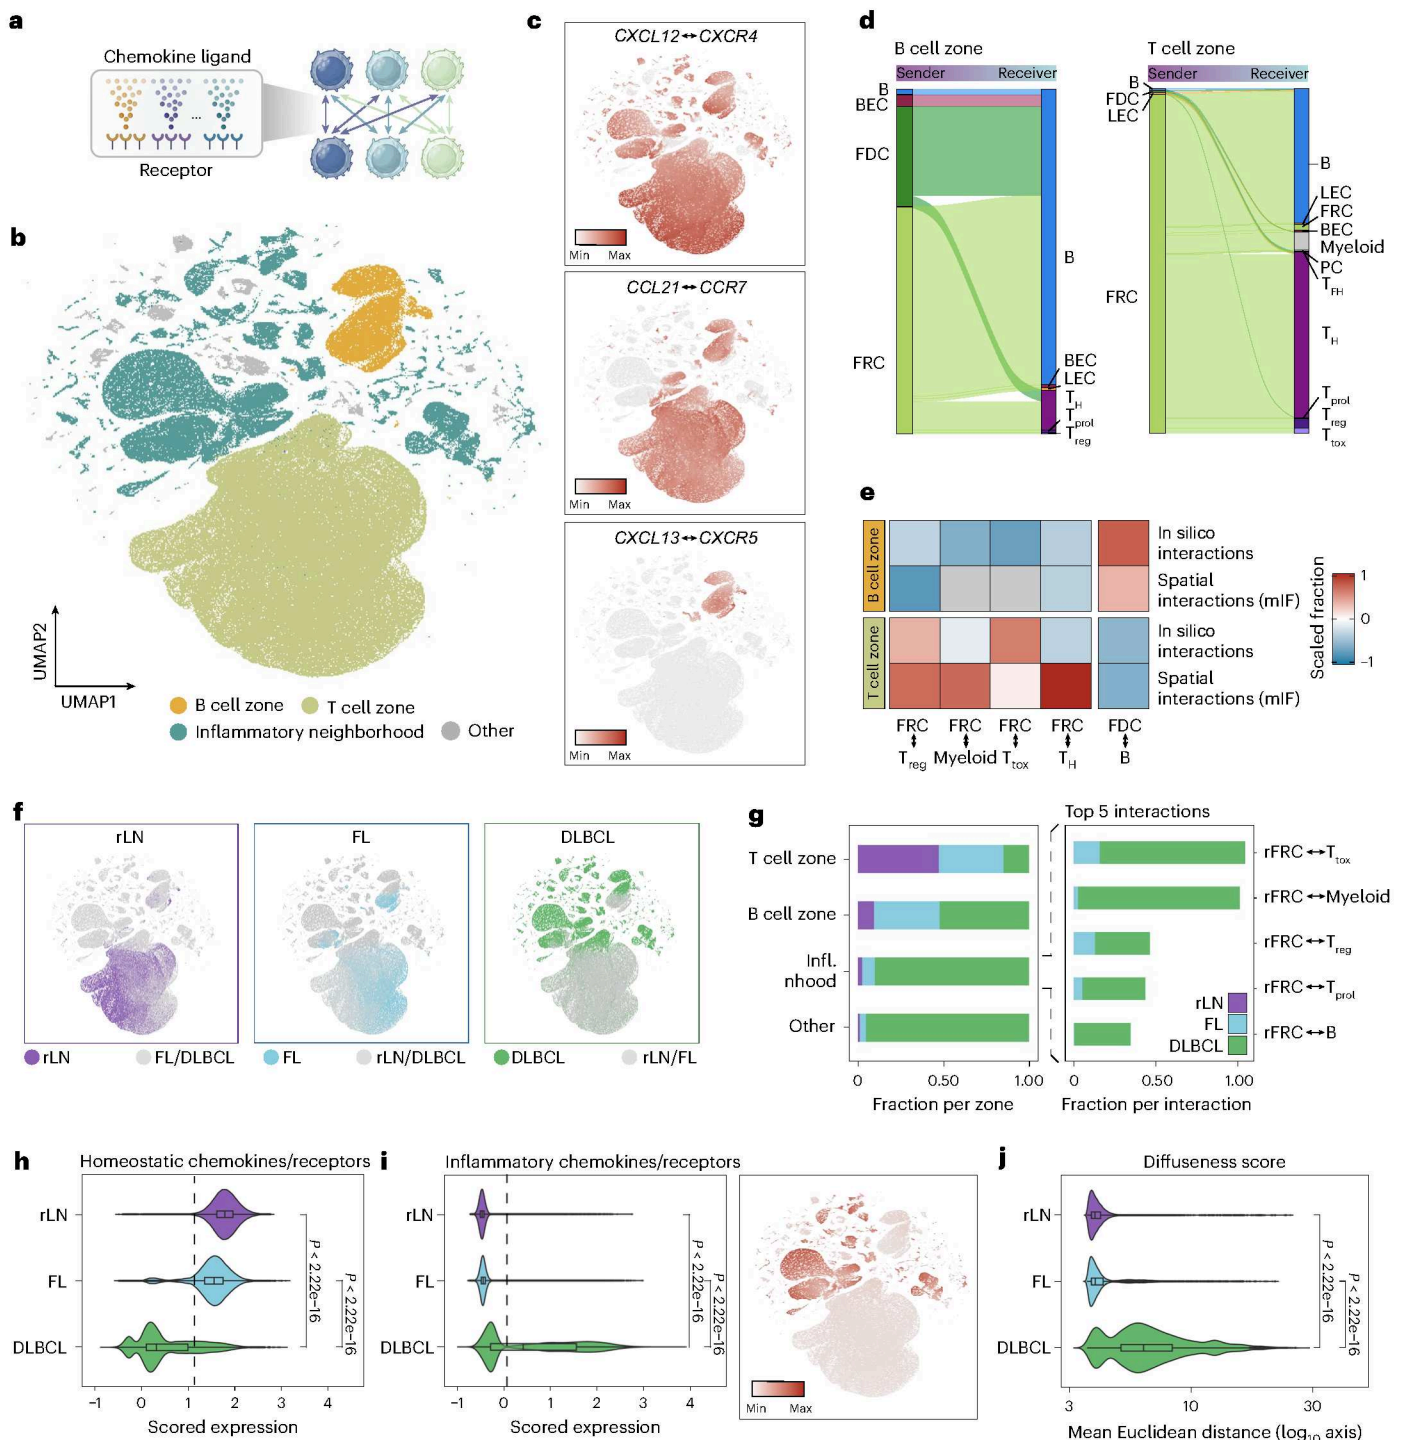 a
Chemokine ligand
...
Receptor
b
UMAP2
UMAP1
B cell zone
T cell zone
Inflammatory neighborhood
Other
c
CXCL12↔CXCR4
Min Max
CCL21↔CCR7
Min Max
CXCL13↔CXCR5
Min Max
d
B cell zone
Sender Receiver
B
BEC
FDC
FRC
B
BEC
LEC
TH
Tprol
Treg
T cell zone
Sender Receiver
B
FDC
LEC
FRC
B
LEC
FRC
BEC
Myeloid
PC
TFH
TH
Tprol
Treg
Ttox
e
B cell zone
In silico
interactions
Spatial
interactions (mIF)
T cell zone
In silico
interactions
Spatial
interactions (mIF)
FRC FRC FRC FRC FDC
↕ ↕ ↕ ↕ ↕
Treg Myeloid Ttox TH B
Scaled fraction
1
0
−1
f
rLN
rLN FL/DLBCL
FL
FL rLN/DLBCL
DLBCL
DLBCL rLN/FL
g
T cell zone
B cell zone
Infl.
nhood
Other
0 0.50 1.00
Fraction per zone
Top 5 interactions
rFRC↔Ttox
rFRC↔Myeloid
rFRC↔Treg
rFRC↔Tprol
rFRC↔B
rLN
FL
DLBCL
0 0.50 1.00
Fraction per interaction
h
Homeostatic chemokines/receptors
rLN
FL
DLBCL
P < 2.22e−16
P < 2.22e−16
−1 0 1 2 3 4
Scored expression
i
Inflammatory chemokines/receptors
rLN
FL
DLBCL
P < 2.22e−16
P < 2.22e−16
−1 0 1 2 3 4
Scored expression
Min Max
j
Diffuseness score
rLN
FL
DLBCL
P < 2.22e−16
P < 2.22e−16
3 10 30
Mean Euclidean distance (log10 axis)